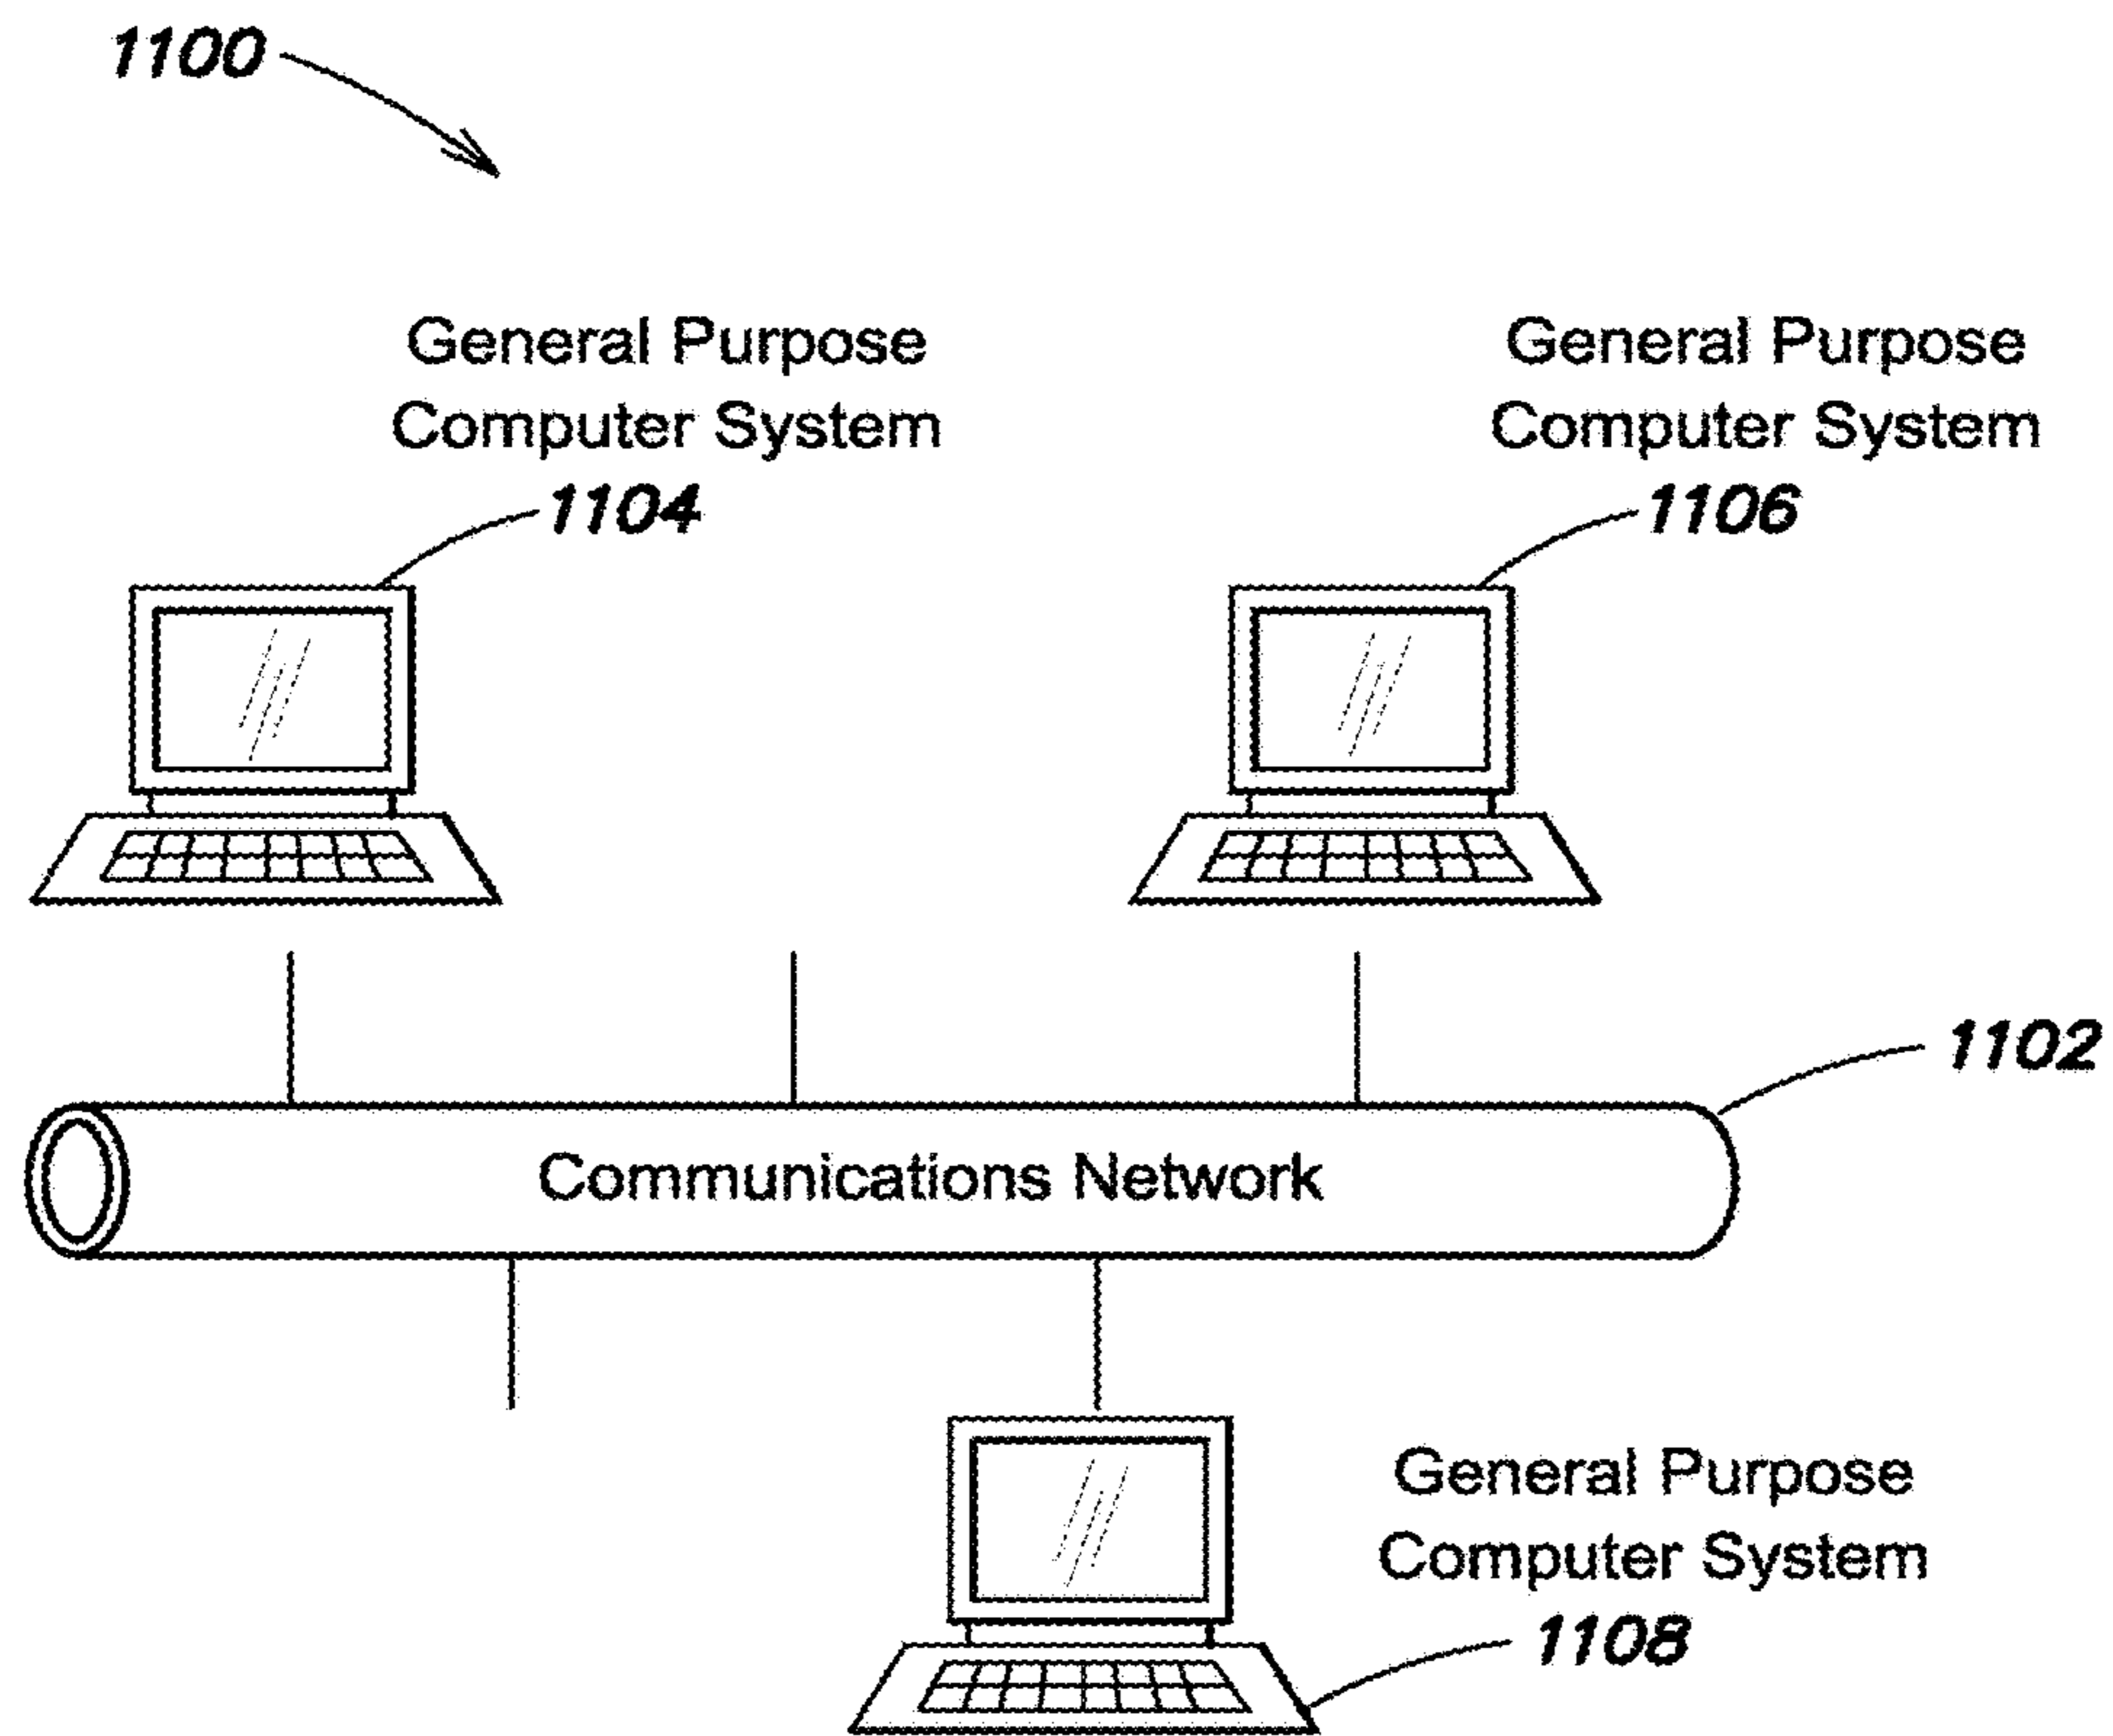 1100
General Purpose
Computer System
1104
General Purpose
Computer System
1106
1102
Communications Network
General Purpose
Computer System
1108